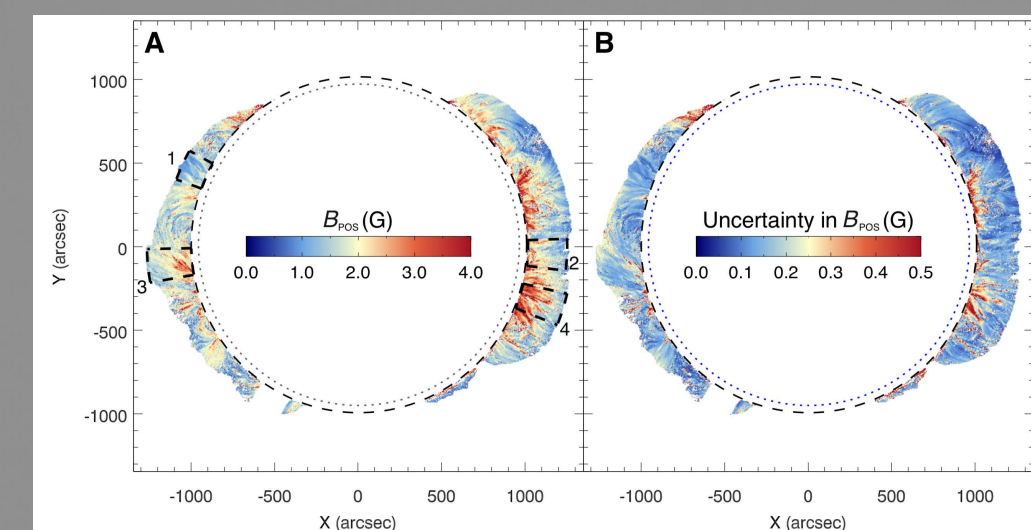 A
B
1000
500
0
-500
-1000
Y (arcsec)
1
2
3
4
BPOS (G)
0.0 1.0 2.0 3.0 4.0
Uncertainty in BPOS (G)
0.0 0.1 0.2 0.3 0.4 0.5
-1000 -500 0 500 1000
-1000 -500 0 500 1000
X (arcsec)
X (arcsec)